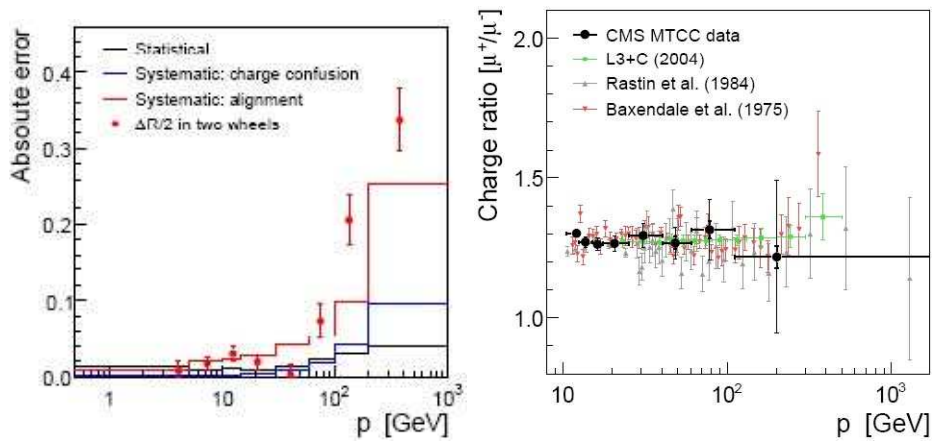 Absolute error
Statistical
Systematic: charge confusion
Systematic: alignment
ΔR/2 in two wheels
0.4
0.3
0.2
0.1
0.0
1
10
10²
10³
p [GeV]
Charge ratio [μ⁺/μ⁻]
CMS MTCC data
L3+C (2004)
Rastin et al. (1984)
Baxendale et al. (1975)
2.0
1.5
1.0
10
10²
10³
p [GeV]